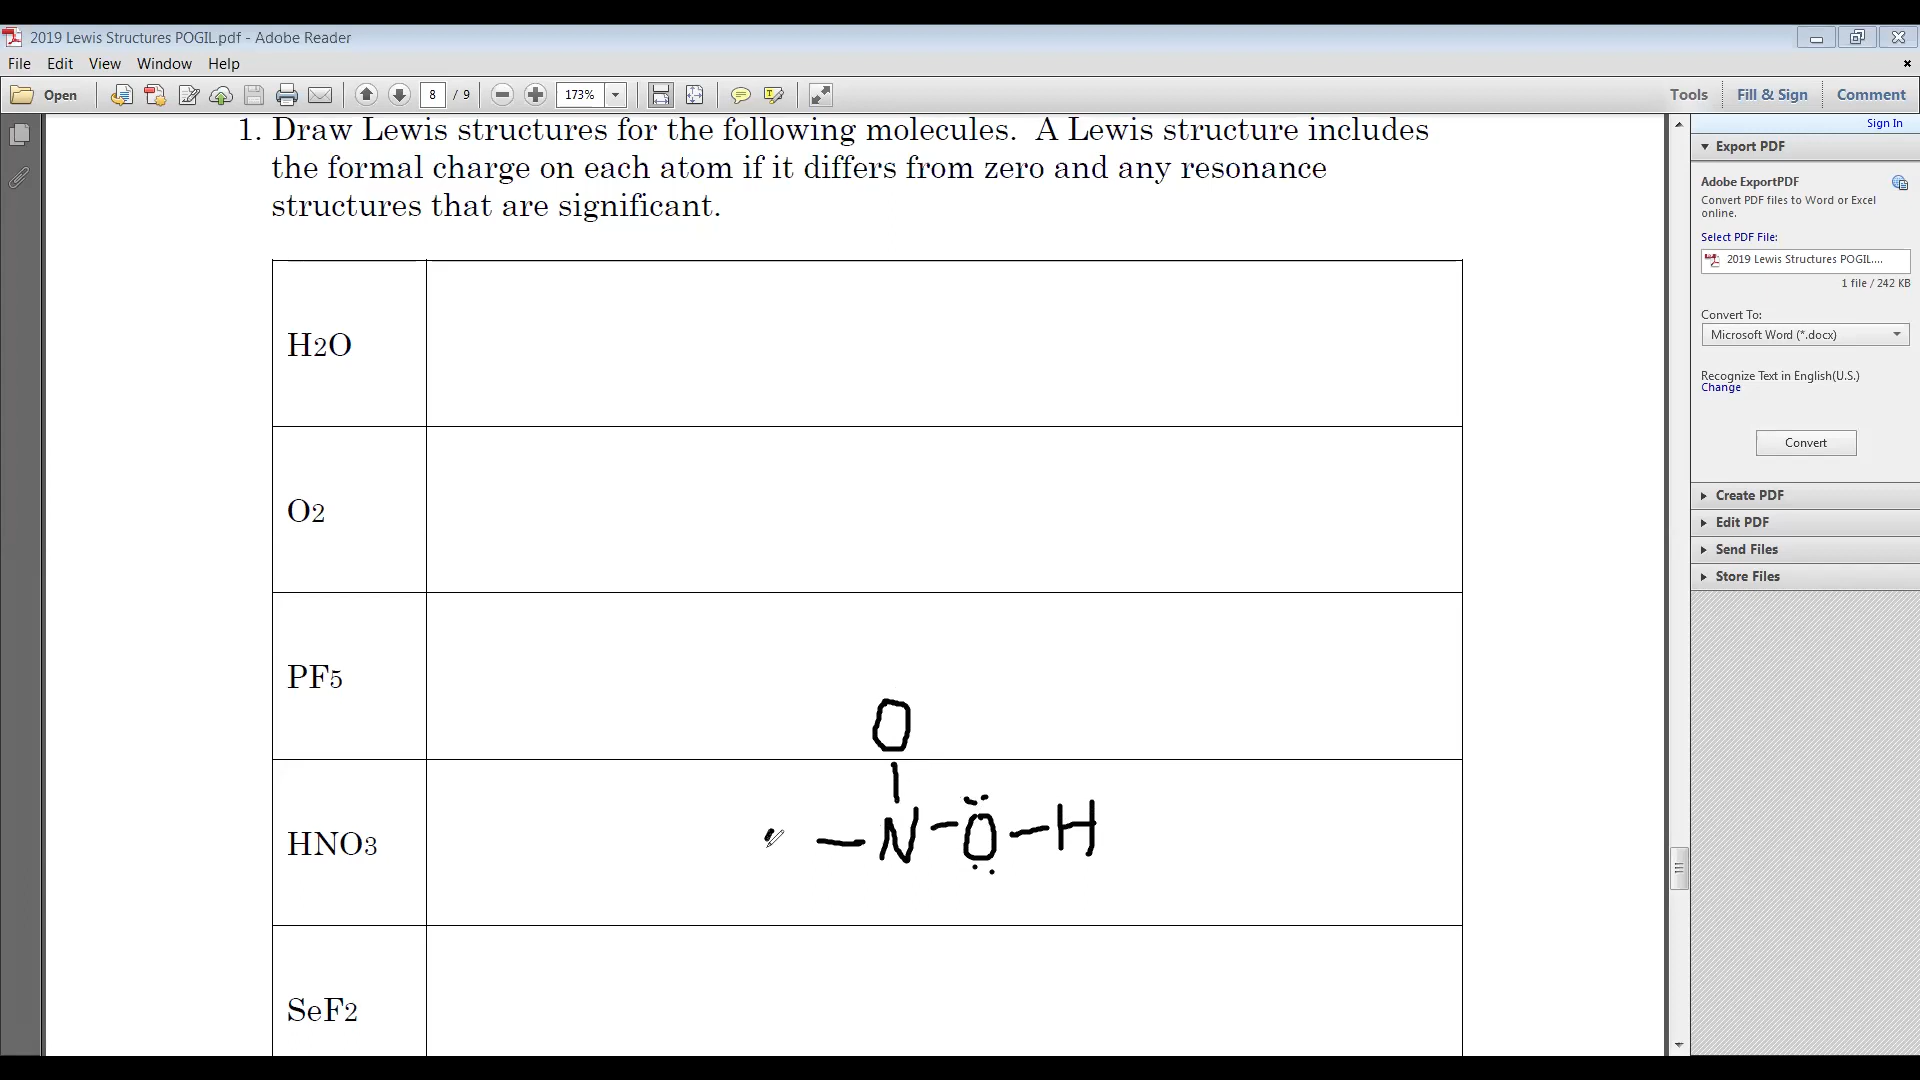 2019 Lewis Structures POGIL.pdf - Adobe Reader
File Edit View Window Help
Open 8 / 9 173% Tools Fill & Sign Comment
Sign In
Export PDF
Adobe ExportPDF
Convert PDF files to Word or Excel
online.
Select PDF File:
2019 Lewis Structures POGIL....
1 file / 242 KB
Convert To:
Microsoft Word (*.docx)
Recognize Text in English(U.S.)
Change
Convert
Create PDF
Edit PDF
Send Files
Store Files
1. Draw Lewis structures for the following molecules. A Lewis structure includes
the formal charge on each atom if it differs from zero and any resonance
structures that are significant.
H2O
O2
PF5
O
HNO3
N - O - H
SeF2